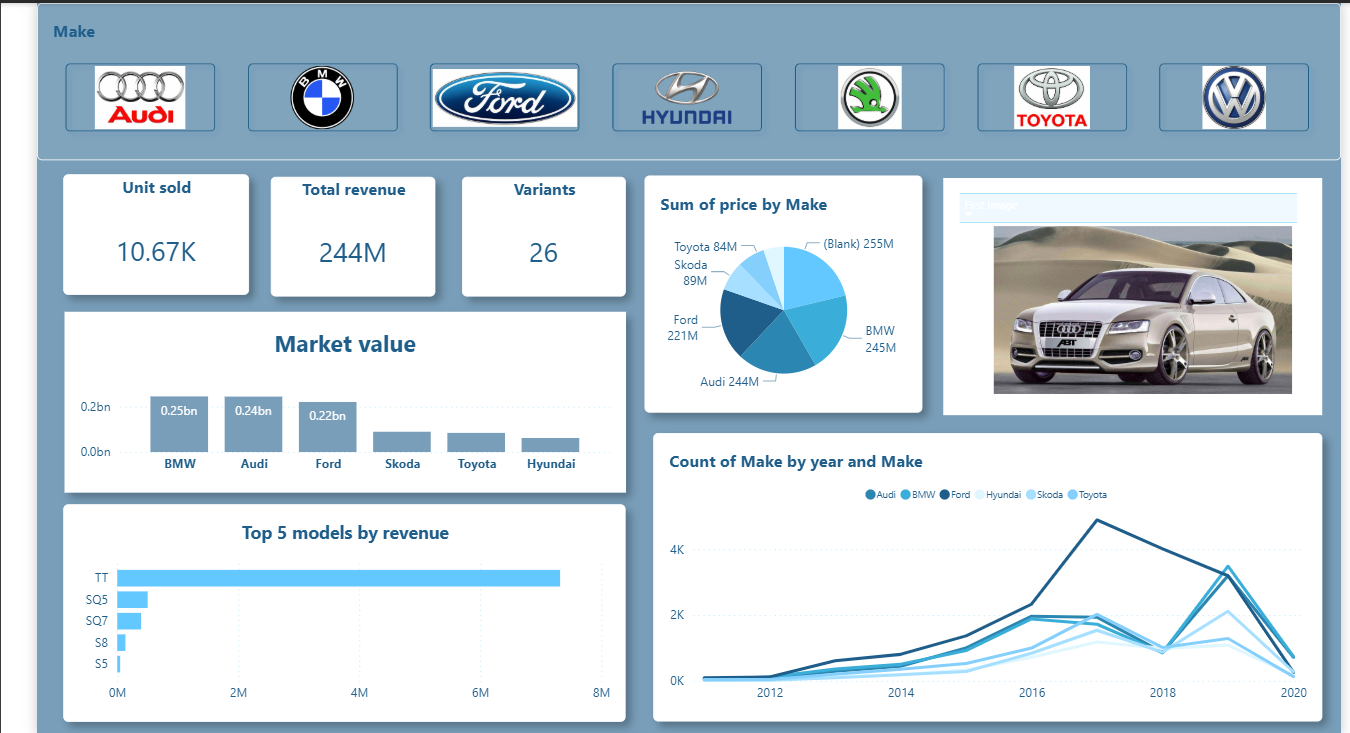 Make
Audi
BMW
Ford
HYUNDAI
TOYOTA
Unit sold
10.67K
Total revenue
244M
Variants
26
Sum of price by Make
Toyota 84M
(Blank) 255M
Skoda
89M
Ford
221M
BMW
245M
Audi 244M
First Image
ABT
Market value
0.2bn
0.0bn
0.25bn
0.24bn
0.22bn
BMW
Audi
Ford
Skoda
Toyota
Hyundai
Top 5 models by revenue
TT
SQ5
SQ7
S8
S5
0M
2M
4M
6M
8M
Count of Make by year and Make
Audi BMW Ford Hyundai Skoda Toyota
4K
2K
0K
2012
2014
2016
2018
2020